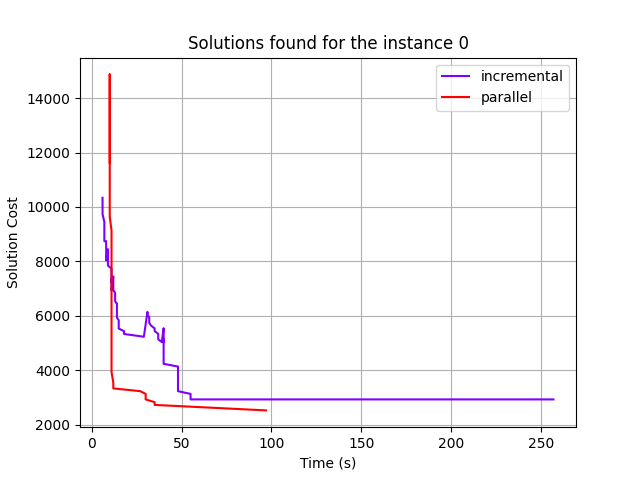 Solutions found for the instance 0
incremental
parallel
14000
12000
10000
8000
6000
4000
2000
Solution Cost
0 50 100 150 200 250
Time (s)